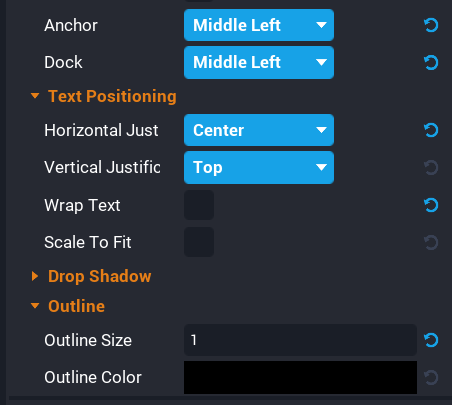 Anchor Middle Left
Dock Middle Left
Text Positioning
Horizontal Just Center
Vertical Justific Top
Wrap Text
Scale To Fit
Drop Shadow
Outline
Outline Size 1
Outline Color